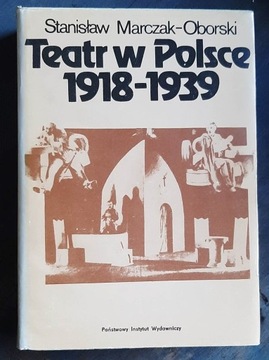 Stanisław Marczak-Oborski
Teatr w Polsce
1918-1939
Państwowy Instytut Wydawniczy